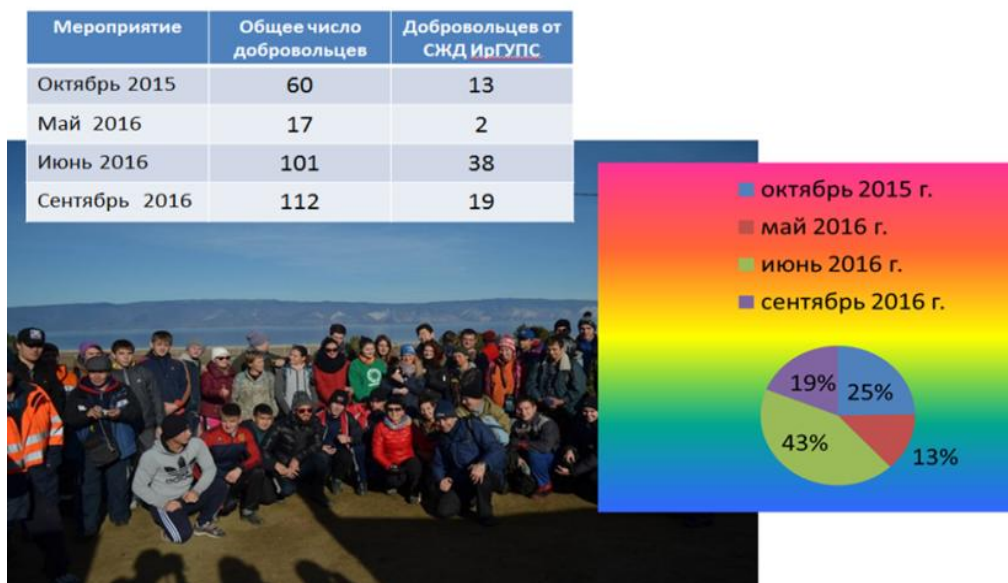 Мероприятие Общее число добровольцев Добровольцев от СЖД ИрГУПС
Октябрь 2015 60 13
Май 2016 17 2
Июнь 2016 101 38
Сентябрь 2016 112 19
октябрь 2015 г.
май 2016 г.
июнь 2016 г.
сентябрь 2016 г.
19% 25%
43% 13%